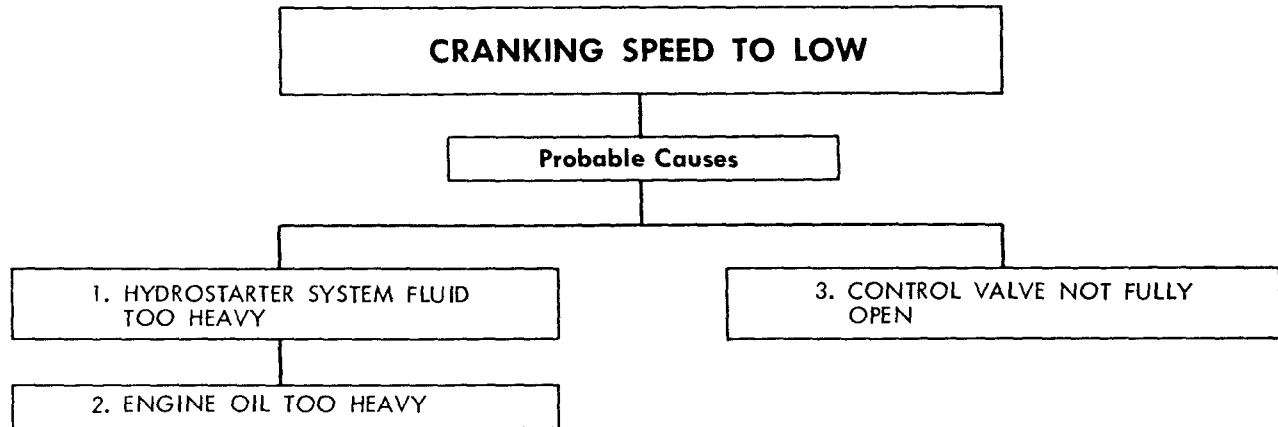 CRANKING SPEED TO LOW
Probable Causes
1. HYDROSTARTER SYSTEM FLUID
TOO HEAVY
3. CONTROL VALVE NOT FULLY
OPEN
2. ENGINE OIL TOO HEAVY